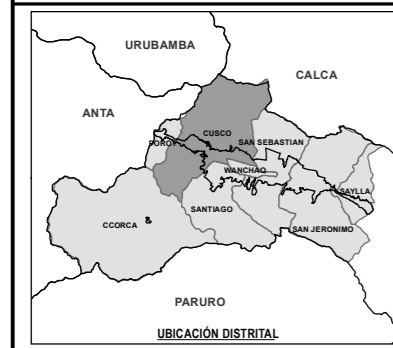 URUBAMBA
CALCA
ANTA
CUSCO
POROY
SAN SEBASTIAN
WANCHAQ
SAYLLA
SANTIAGO
CCORCA
SAN JERONIMO
PARURO
UBICACIÓN DISTRITAL